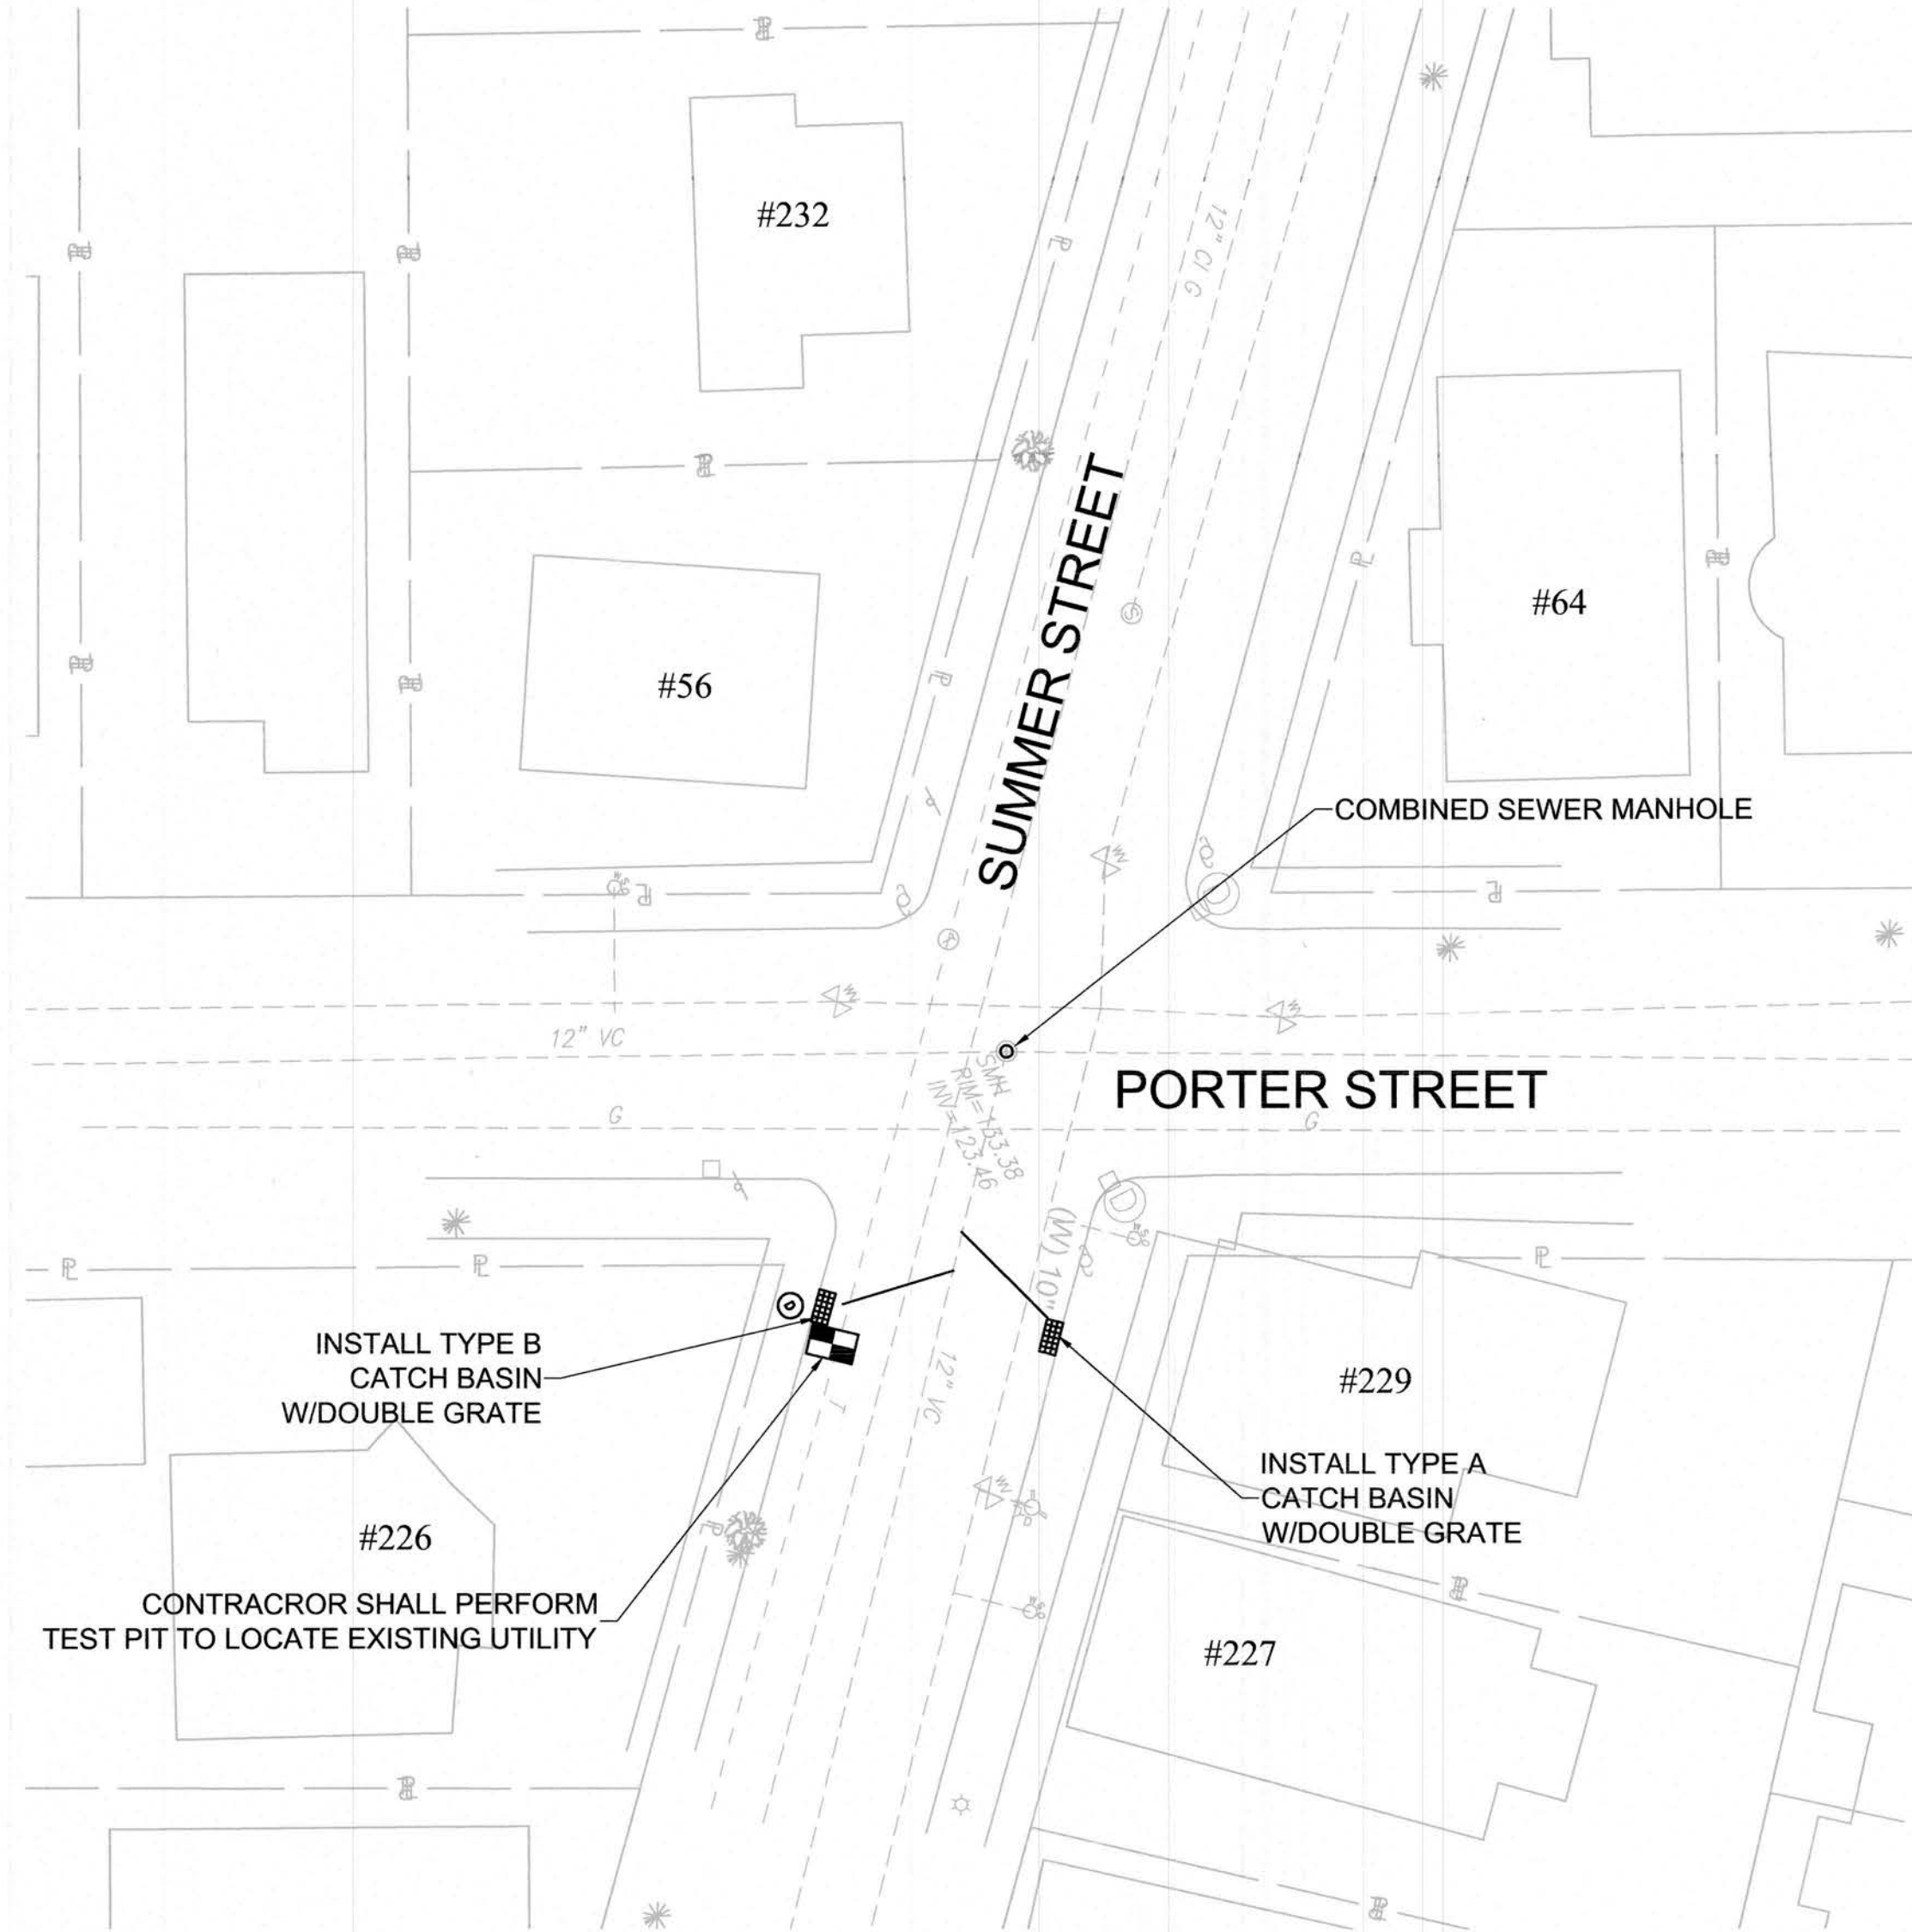 #232
12" CI G
SUMMER STREET
#64
#56
COMBINED SEWER MANHOLE
12" VC
SMH
RIM=133.38
INV=123.46
PORTER STREET
G
G
(W) 10"
INSTALL TYPE B
CATCH BASIN
W/DOUBLE GRATE
12" VC
T
#229
INSTALL TYPE A
CATCH BASIN
W/DOUBLE GRATE
#226
CONTRACROR SHALL PERFORM
TEST PIT TO LOCATE EXISTING UTILITY
#227